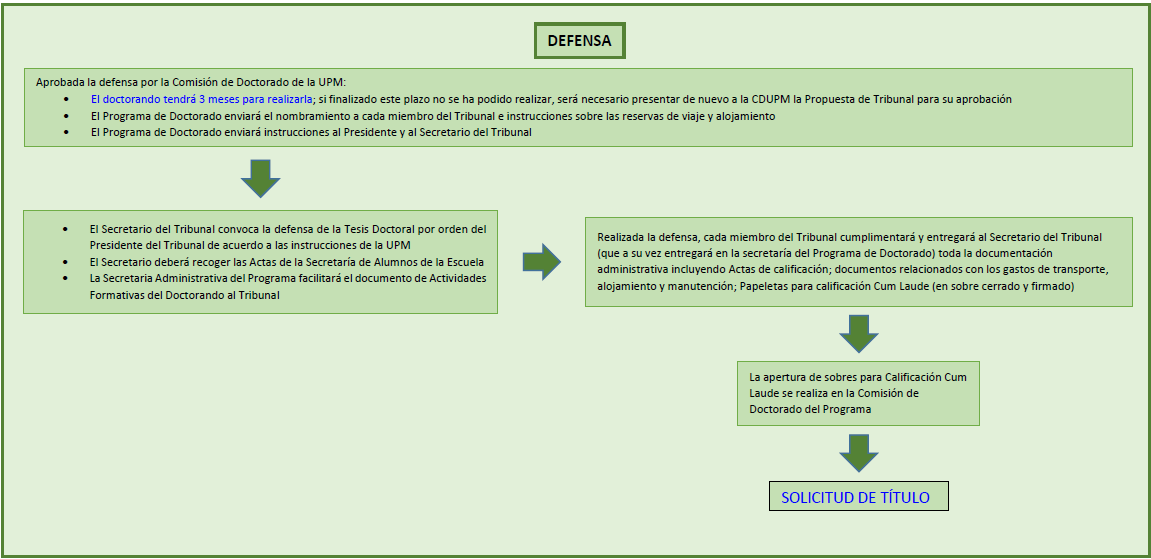 DEFENSA
Aprobada la defensa por la Comisión de Doctorado de la UPM:
• El doctorando tendrá 3 meses para realizarla; si finalizado este plazo no se ha podido realizar, será necesario presentar de nuevo a la CDUPM la Propuesta de Tribunal para su aprobación
• El Programa de Doctorado enviará el nombramiento a cada miembro del Tribunal e instrucciones sobre las reservas de viaje y alojamiento
• El Programa de Doctorado enviará instrucciones al Presidente y al Secretario del Tribunal
• El Secretario del Tribunal convoca la defensa de la Tesis Doctoral por orden del
Presidente del Tribunal de acuerdo a las instrucciones de la UPM
• El Secretario deberá recoger las Actas de la Secretaría de Alumnos de la Escuela
• La Secretaria Administrativa del Programa facilitará el documento de Actividades
Formativas del Doctorando al Tribunal
Realizada la defensa, cada miembro del Tribunal cumplimentará y entregará al Secretario del Tribunal
(que a su vez entregará en la secretaría del Programa de Doctorado) toda la documentación
administrativa incluyendo Actas de calificación; documentos relacionados con los gastos de transporte,
alojamiento y manutención; Papeletas para calificación Cum Laude (en sobre cerrado y firmado)
La apertura de sobres para Calificación Cum
Laude se realiza en la Comisión de
Doctorado del Programa
SOLICITUD DE TÍTULO